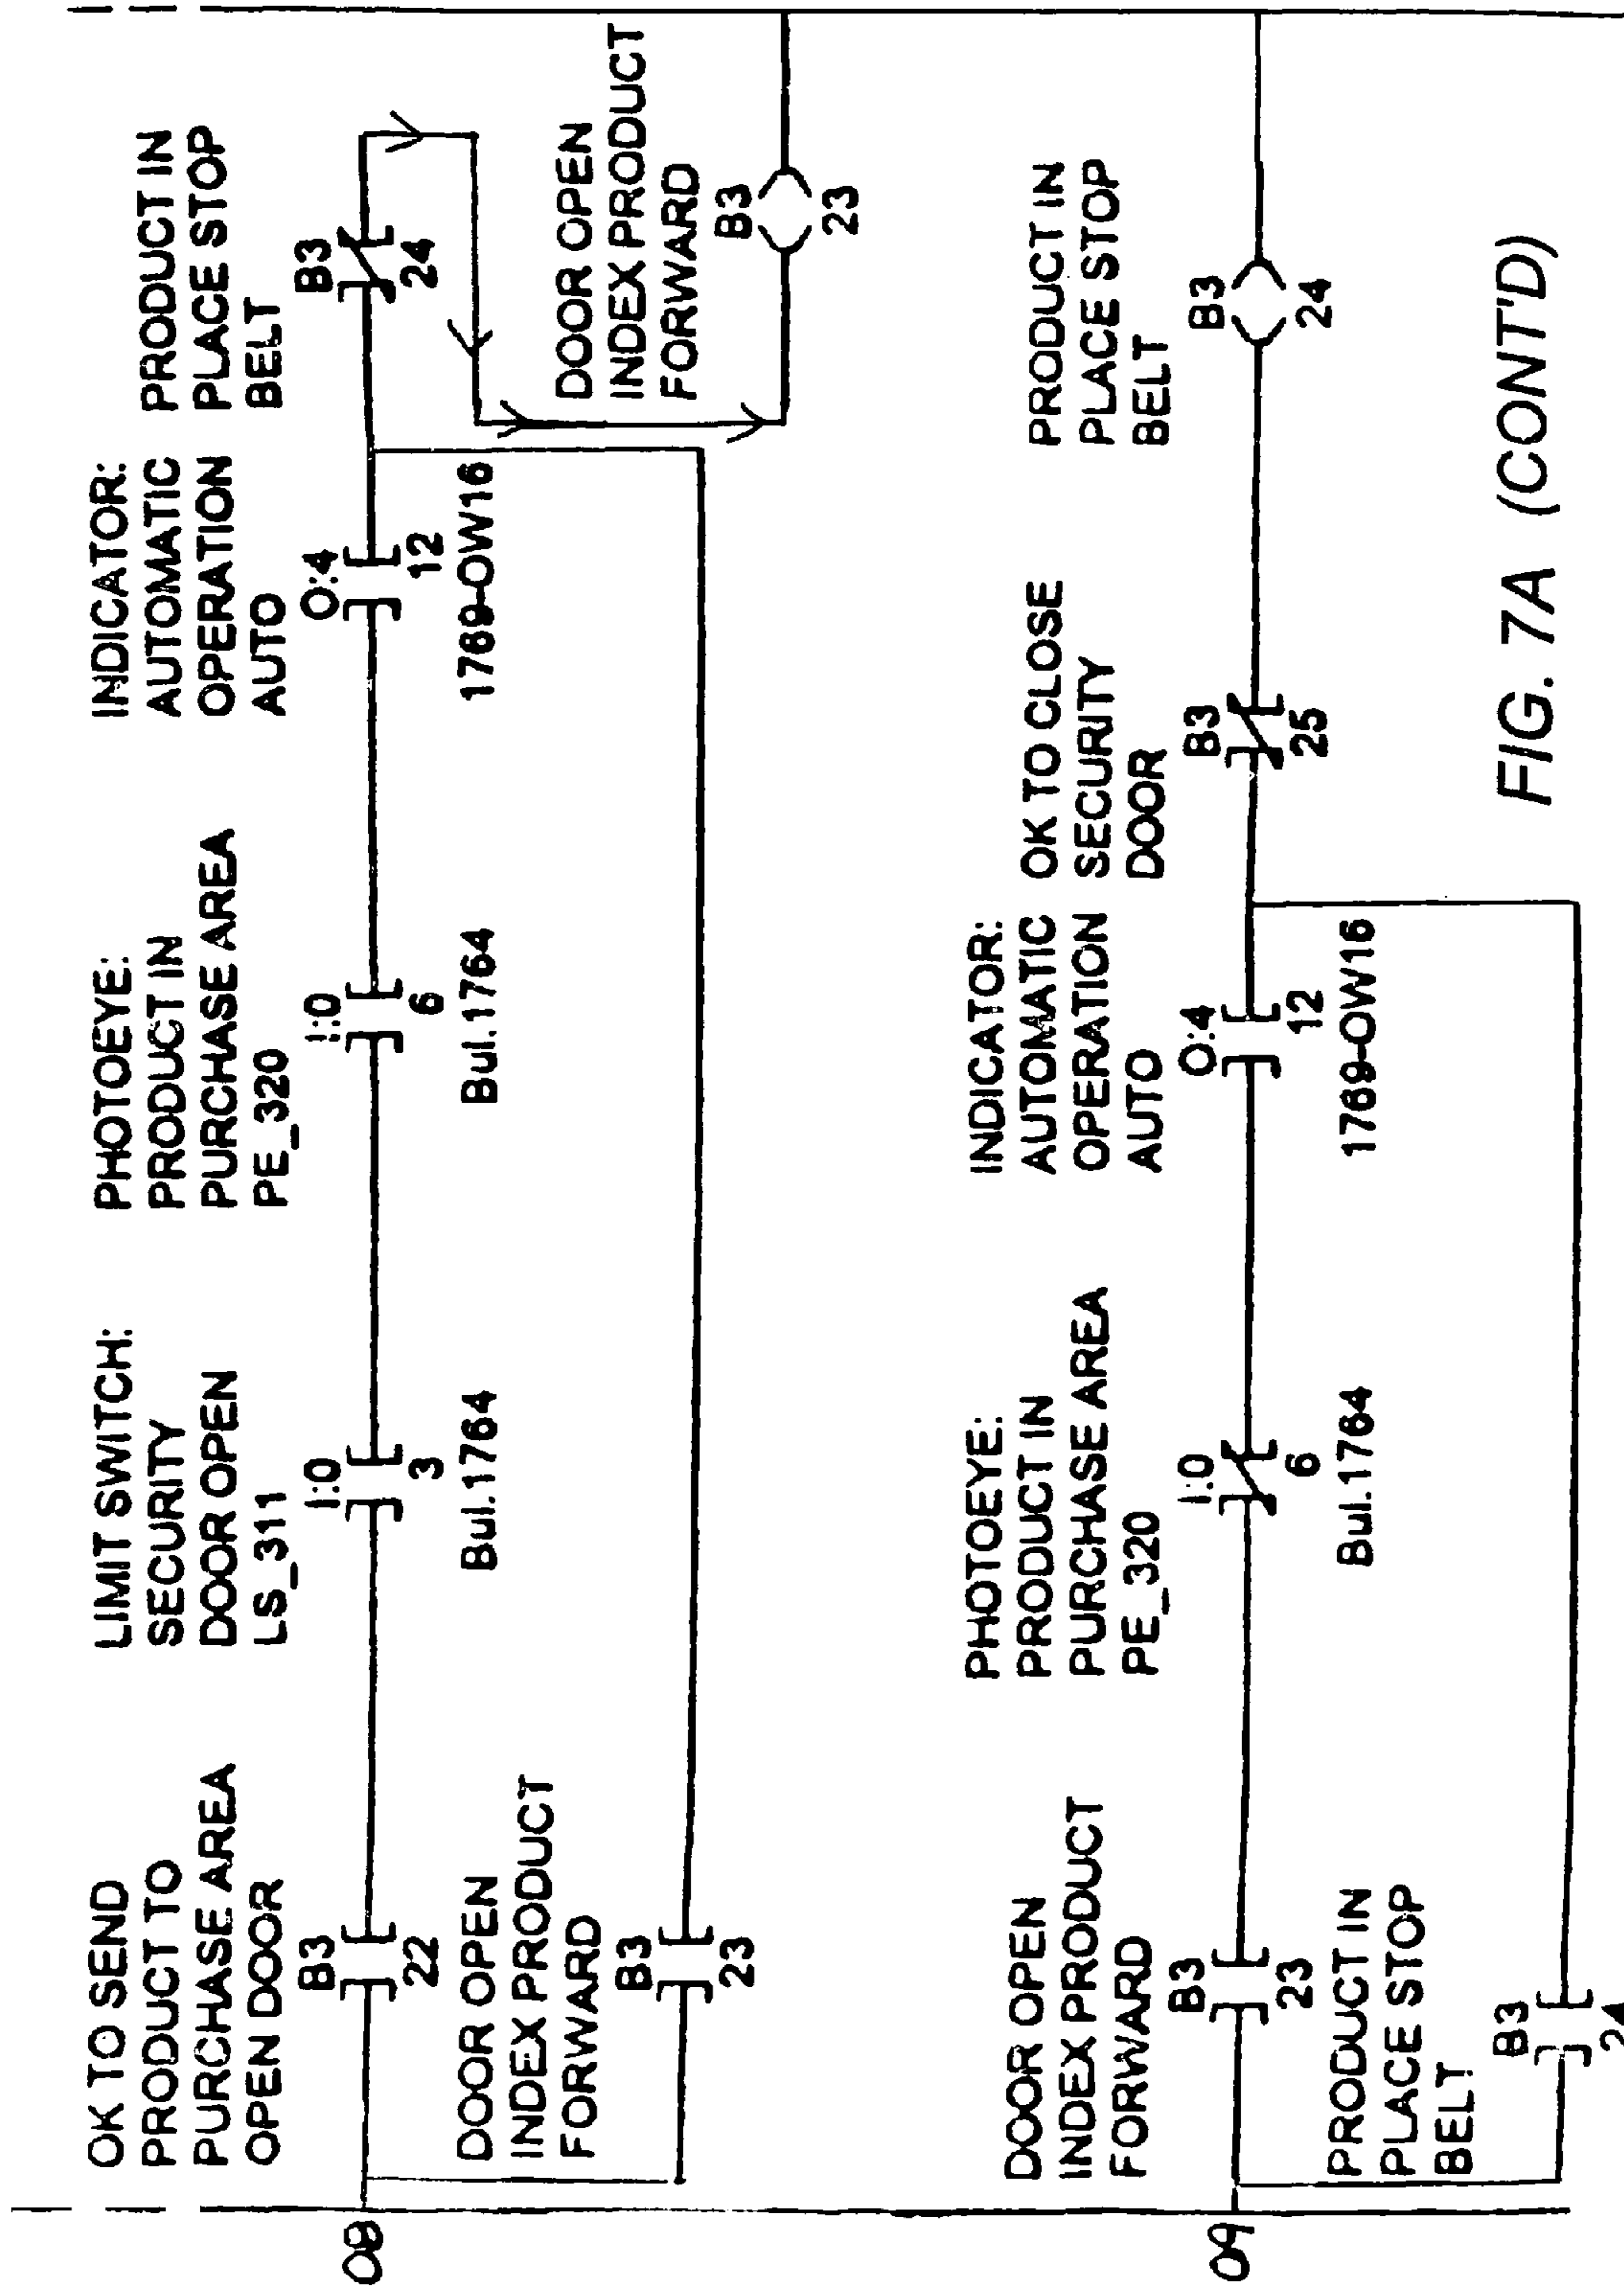 OK TO SEND
PRODUCT TO
PURCHASE AREA
OPEN DOOR
B3
22
LIMIT SWITCH:
SECURITY
DOOR OPEN
LS_311
I:0
3
Bul.1764
PHOTOEYE:
PRODUCT IN
PURCHASE AREA
PE_320
I:0
6
Bul.1764
INDICATOR:
AUTOMATIC
OPERATION
AUTO
O:4
12
1769-OW16
PRODUCT IN
PLACE STOP
BELT
B3
24
08
DOOR OPEN
INDEX PRODUCT
FORWARD
B3
23
DOOR OPEN
INDEX PRODUCT
FORWARD
B3
23
DOOR OPEN
INDEX PRODUCT
FORWARD
B3
23
PHOTOEYE:
PRODUCT IN
PURCHASE AREA
PE_320
I:0
6
Bul.1764
INDICATOR:
AUTOMATIC
OPERATION
AUTO
O:4
12
1769-OW16
OK TO CLOSE
SECURITY
DOOR
B3
25
PRODUCT IN
PLACE STOP
BELT
B3
24
09
PRODUCT IN
PLACE STOP
BELT
B3
24
FIG. 7A (CONT'D)